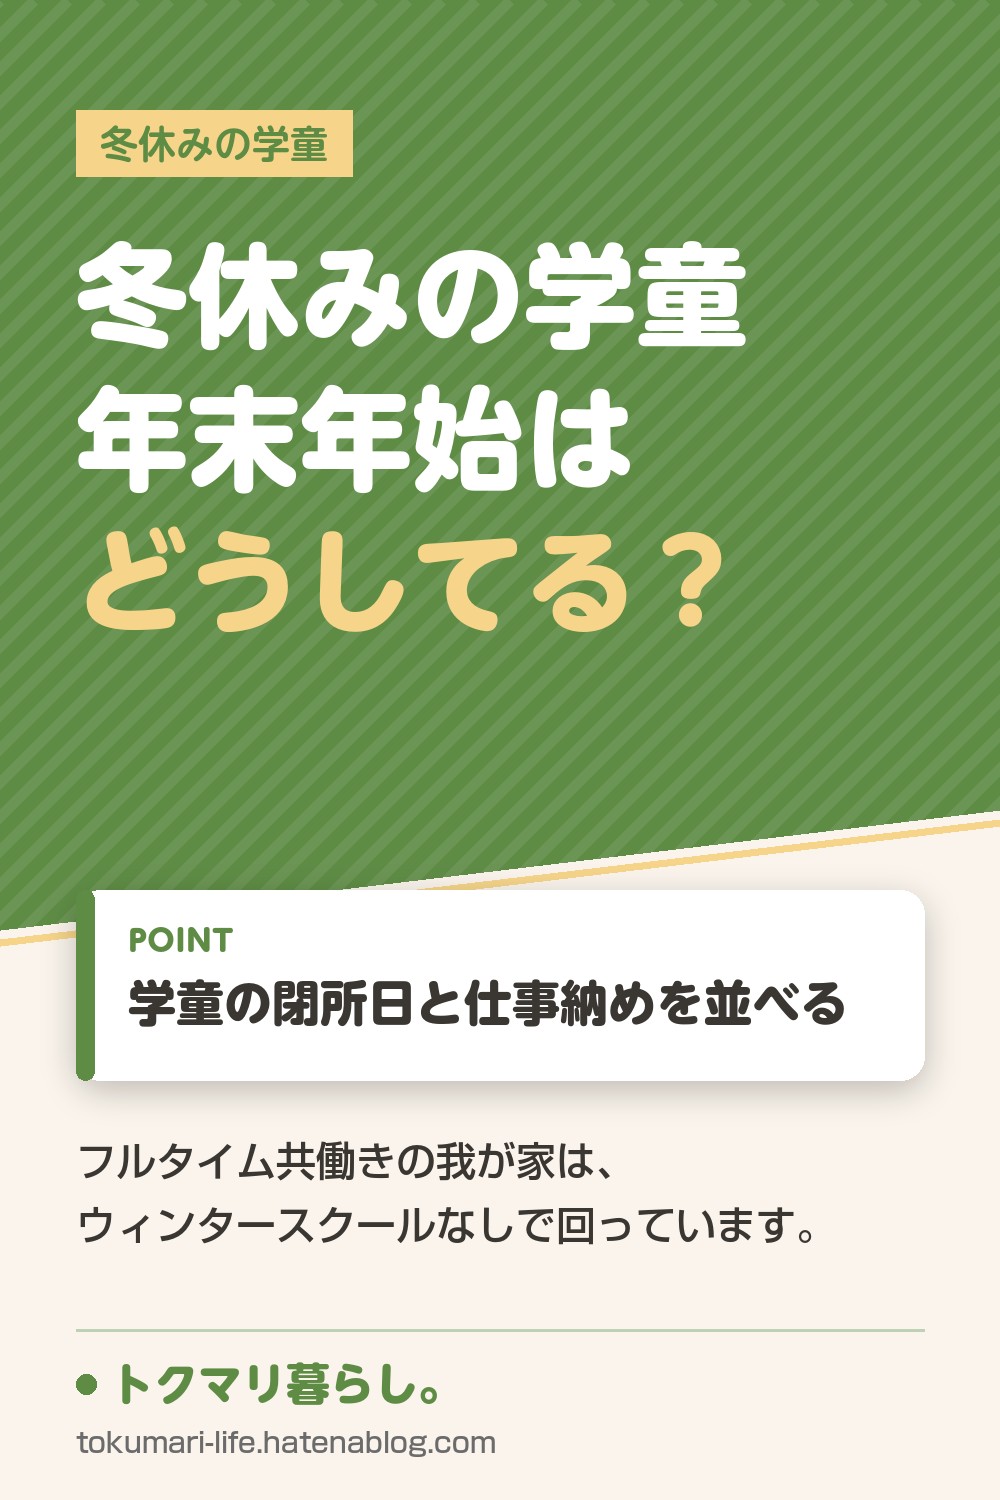 冬休みの学童
冬休みの学童
年末年始は
どうしてる？
POINT
学童の閉所日と仕事納めを並べる
フルタイム共働きの我が家は、
ウィンタースクールなしで回っています。
トクマリ暮らし。
tokumari-life.hatenablog.com